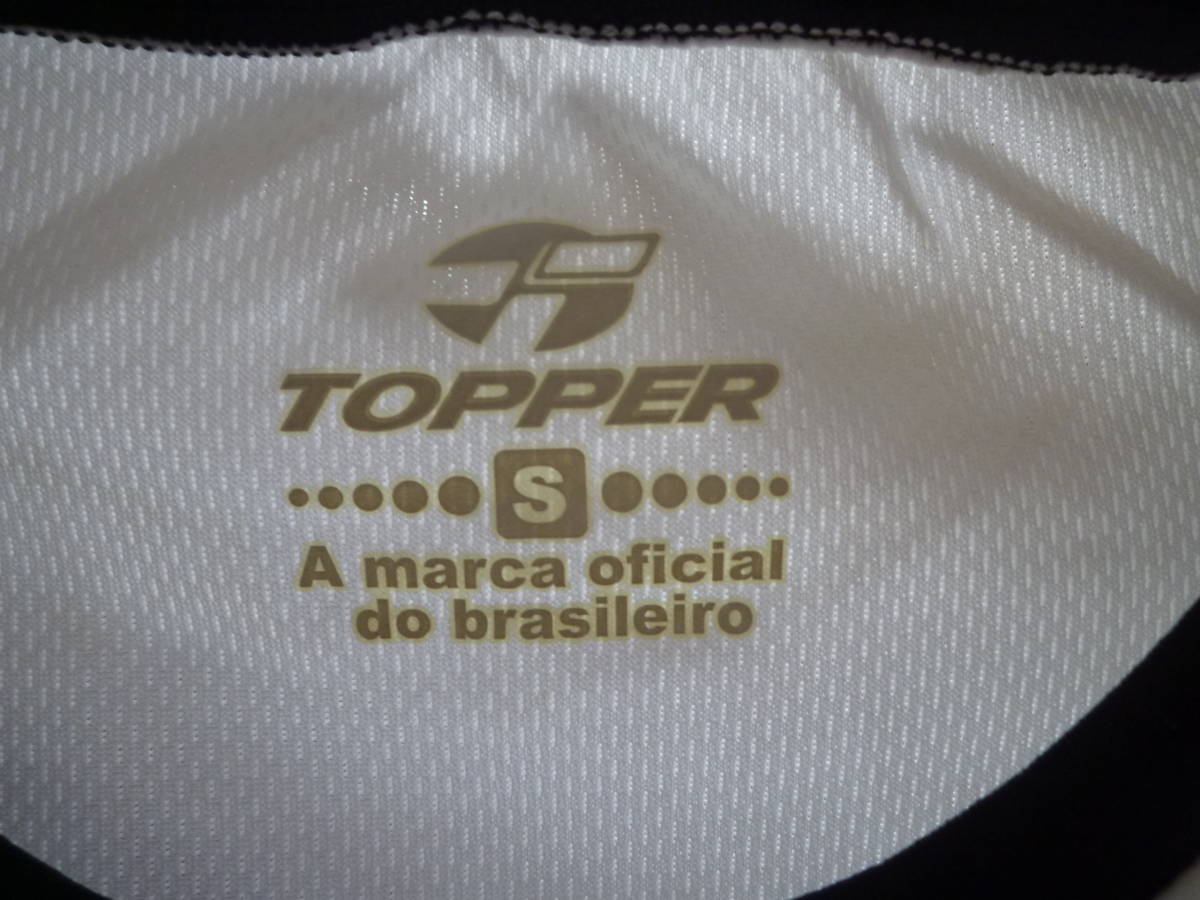 TOPPER
S
A marca oficial
do brasileiro